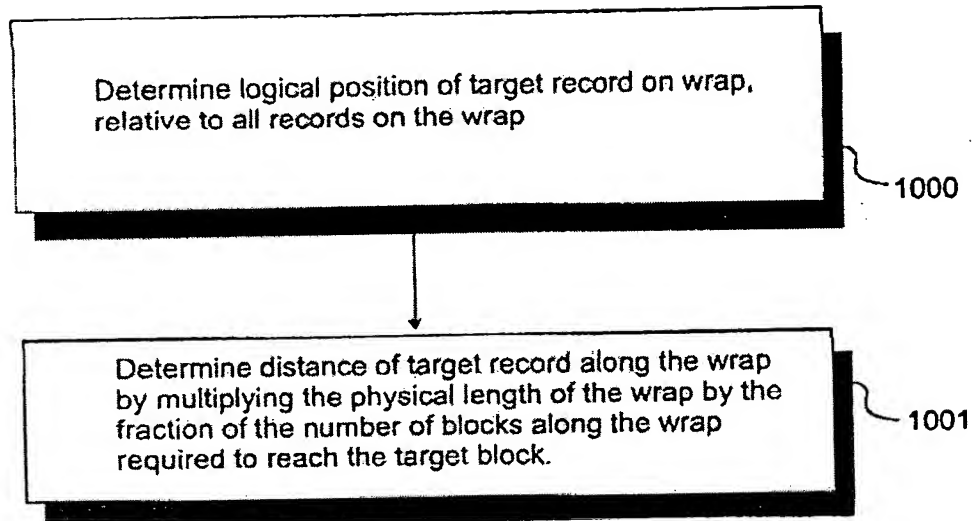 Determine logical position of target record on wrap,
relative to all records on the wrap
1000
Determine distance of target record along the wrap
by multiplying the physical length of the wrap by the
fraction of the number of blocks along the wrap
required to reach the target block.
1001